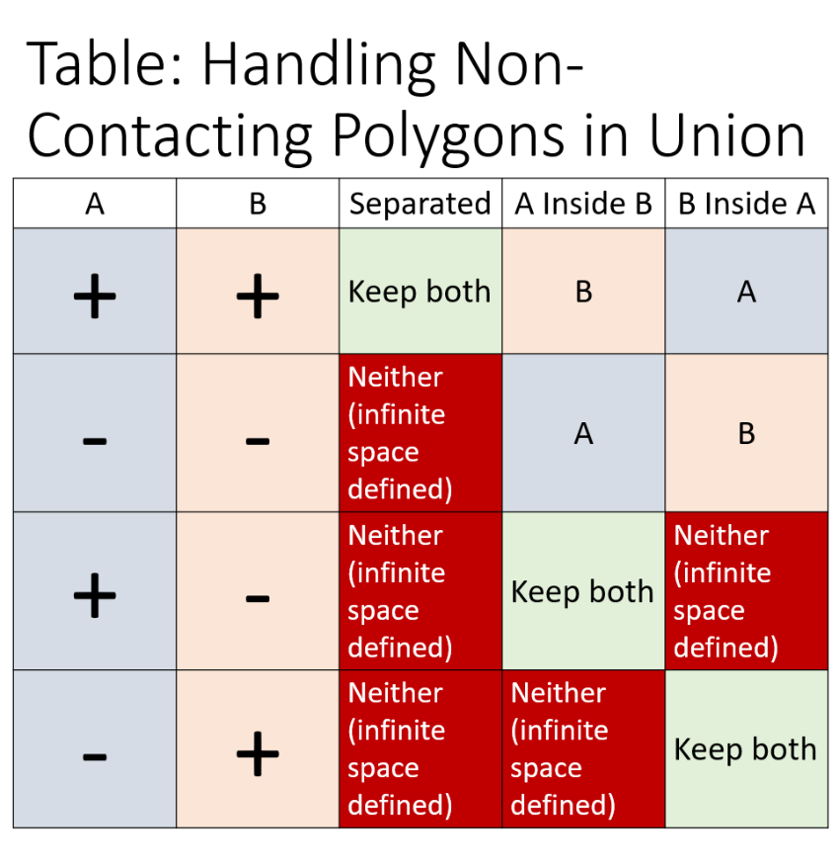 Table: Handling Non-
Contacting Polygons in Union
A B Separated A Inside B B Inside A
+ + Keep both B A
- - Neither
(infinite
space
defined) A B
+ - Neither
(infinite
space
defined) Keep both Neither
(infinite
space
defined)
- + Neither
(infinite
space
defined) Neither
(infinite
space
defined) Keep both